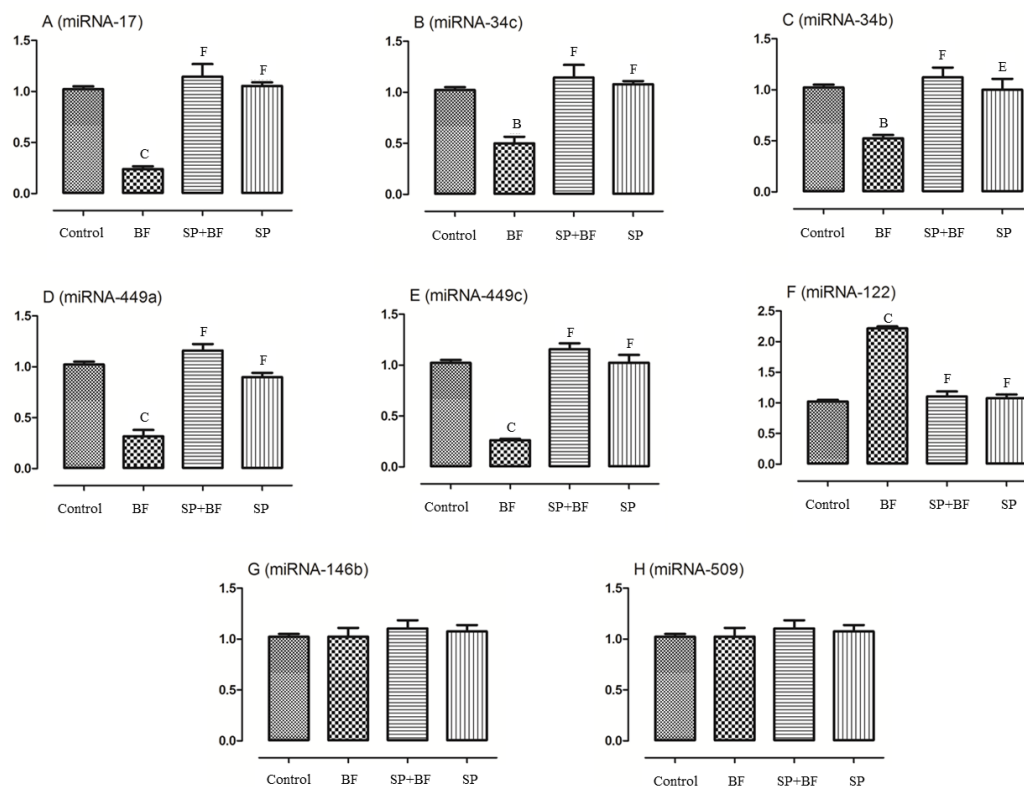 A (miRNA-17)
1.5
1.0
0.5
0.0
C
F
F
Control BF SP+BF SP
B (miRNA-34c)
1.5
1.0
0.5
0.0
B
F
F
Control BF SP+BF SP
C (miRNA-34b)
1.5
1.0
0.5
0.0
B
F
E
Control BF SP+BF SP
D (miRNA-449a)
1.5
1.0
0.5
0.0
C
F
F
Control BF SP+BF SP
E (miRNA-449c)
1.5
1.0
0.5
0.0
C
F
F
Control BF SP+BF SP
F (miRNA-122)
2.5
2.0
1.5
1.0
0.5
0.0
C
F
F
Control BF SP+BF SP
G (miRNA-146b)
1.5
1.0
0.5
0.0
Control BF SP+BF SP
H (miRNA-509)
1.5
1.0
0.5
0.0
Control BF SP+BF SP